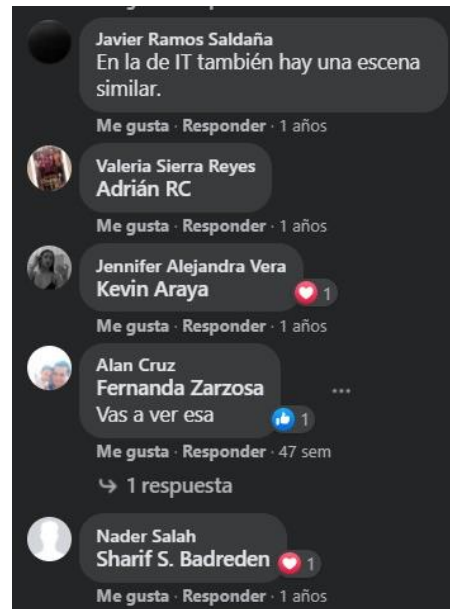 Javier Ramos Saldaña
En la de IT también hay una escena
similar.
Me gusta · Responder · 1 años
Valeria Sierra Reyes
Adrián RC
Me gusta · Responder · 1 años
Jennifer Alejandra Vera
Kevin Araya
1
Me gusta · Responder · 1 años
Alan Cruz
Fernanda Zarzosa
Vas a ver esa
1
Me gusta · Responder · 47 sem
1 respuesta
Nader Salah
Sharif S. Badreden
1
Me gusta · Responder · 1 años